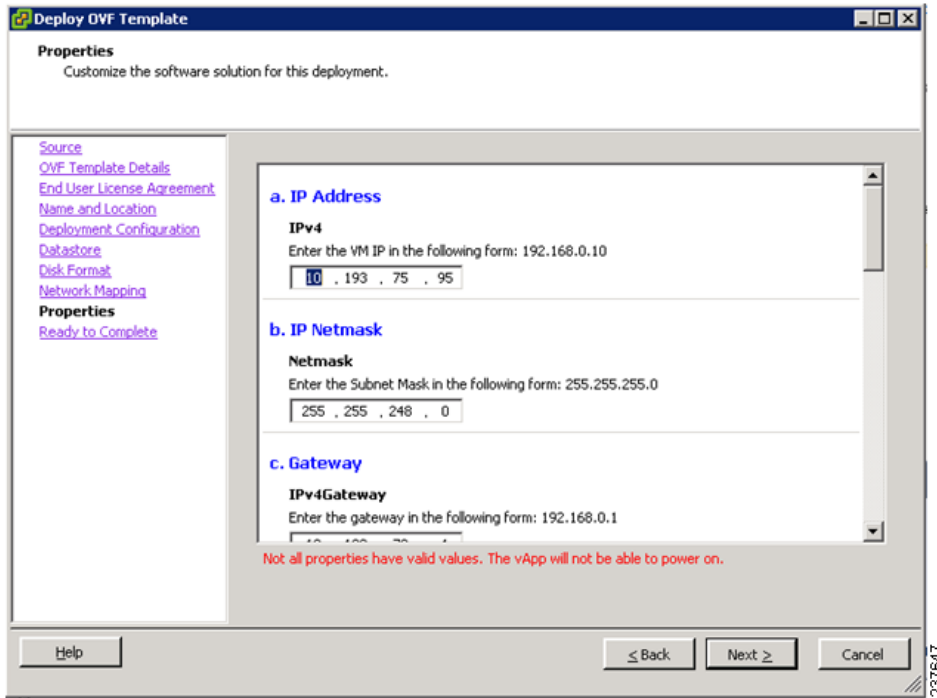 Deploy OVF Template
Properties
Customize the software solution for this deployment.
Source
OVF Template Details
End User License Agreement
Name and Location
Deployment Configuration
Datastore
Disk Format
Network Mapping
Properties
Ready to Complete
a. IP Address
IPv4
Enter the VM IP in the following form: 192.168.0.10
10 . 193 . 75 . 95
b. IP Netmask
Netmask
Enter the Subnet Mask in the following form: 255.255.255.0
255 . 255 . 248 . 0
c. Gateway
IPv4Gateway
Enter the gateway in the following form: 192.168.0.1
Not all properties have valid values. The vApp will not be able to power on.
Help
≤ Back
Next ≥
Cancel
237647